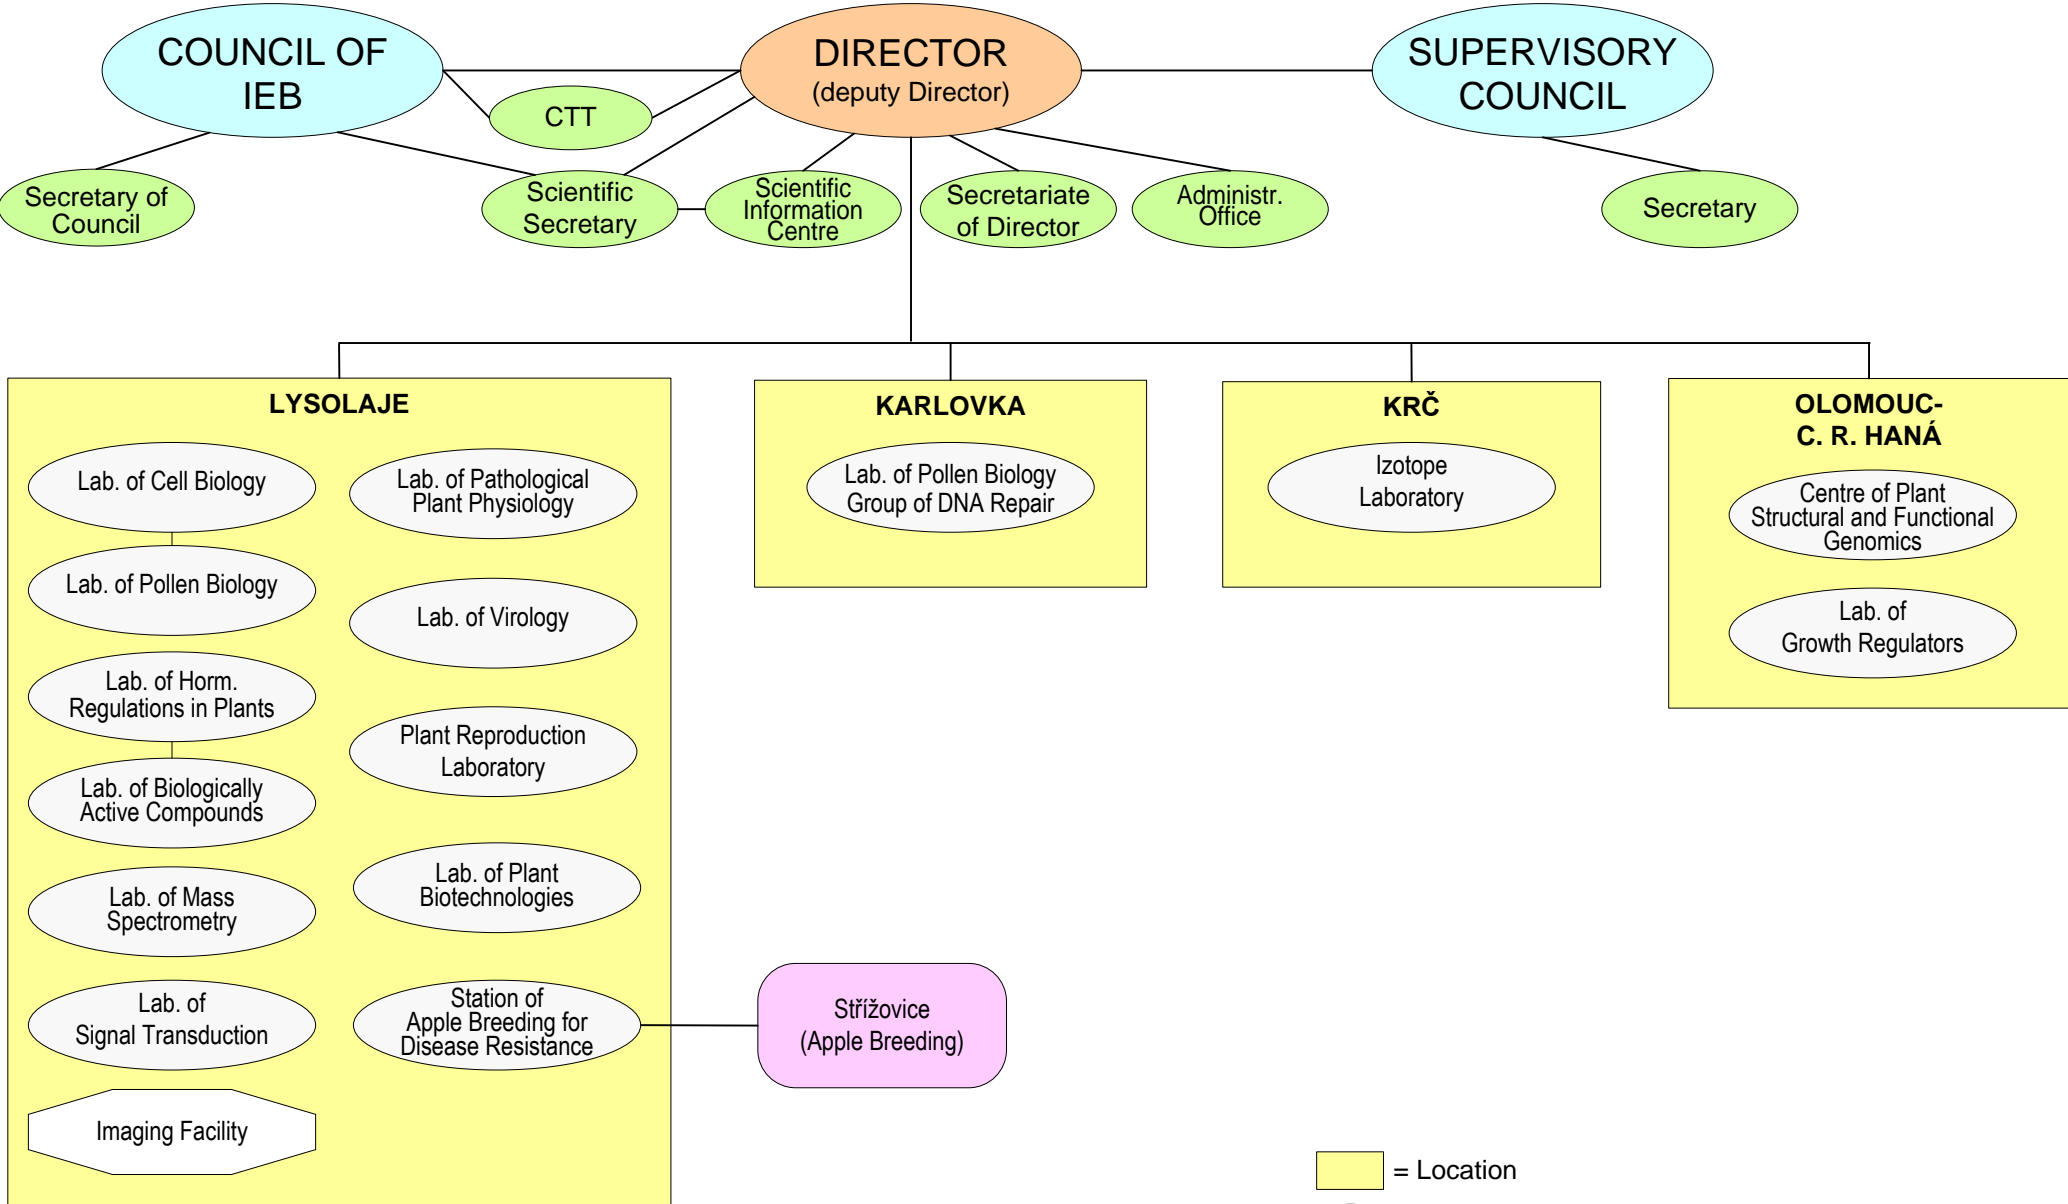 COUNCIL OF
IEB
DIRECTOR
(deputy Director)
SUPERVISORY
COUNCIL
CTT
Secretary of
Council
Scientific
Secretary
Scientific
Information
Centre
Secretariate
of Director
Administr.
Office
Secretary
LYSOLAJE
Lab. of Cell Biology
Lab. of Pollen Biology
Lab. of Horm.
Regulations in Plants
Lab. of Biologically
Active Compounds
Lab. of Mass
Spectrometry
Lab. of
Signal Transduction
Imaging Facility
Lab. of Pathological
Plant Physiology
Lab. of Virology
Plant Reproduction
Laboratory
Lab. of Plant
Biotechnologies
Station of
Apple Breeding for
Disease Resistance
Střížovice
(Apple Breeding)
KARLOVKA
Lab. of Pollen Biology
Group of DNA Repair
KRČ
Izotope
Laboratory
OLOMOUC-
C. R. HANÁ
Centre of Plant
Structural and Functional
Genomics
Lab. of
Growth Regulators
= Location